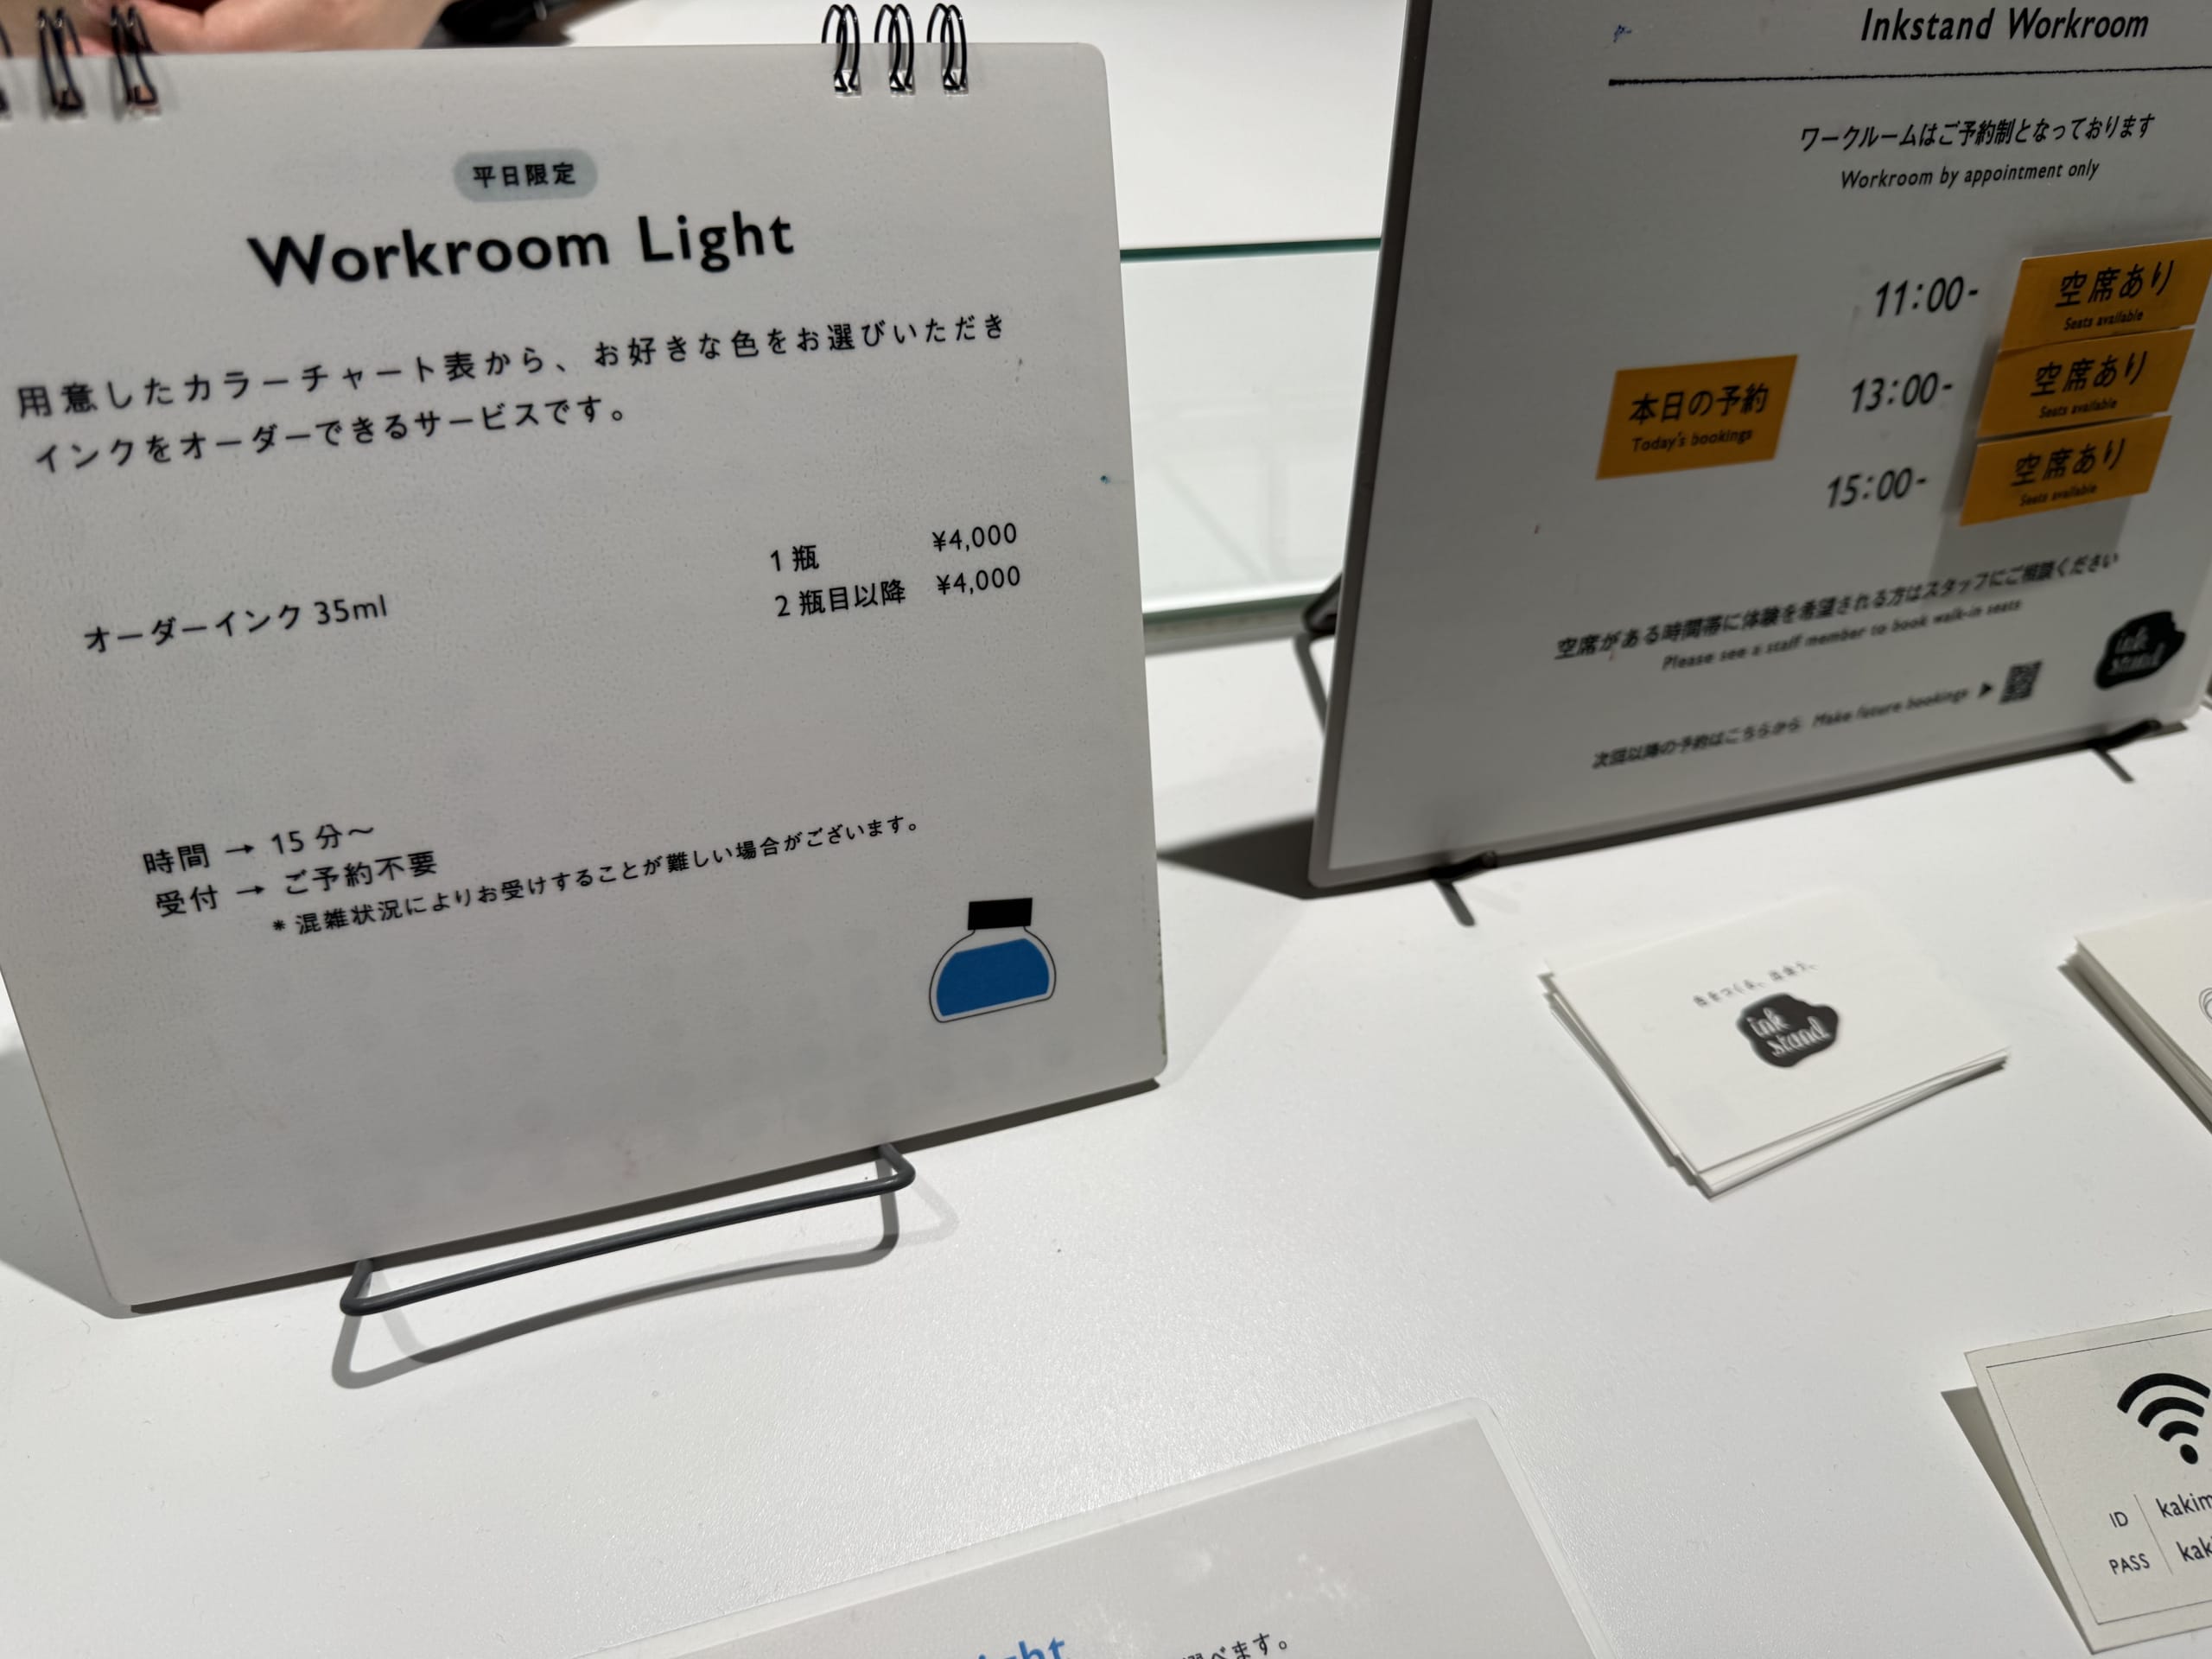 平日限定
Workroom Light
用意したカラーチャート表から、お好きな色をお選びいただき
インクをオーダーできるサービスです。
オーダーインク 35ml
1 瓶 ¥4,000
2 瓶目以降 ¥4,000
時間 → 15 分〜
受付 → ご予約不要
* 混雑状況によりお受けすることが難しい場合がございます。
Inkstand Workroom
ワークルームはご予約制となっております
Workroom by appointment only
本日の予約
Today's bookings
11:00-
空席あり
Seats available
13:00-
空席あり
Seats available
15:00-
空席あり
Seats available
空席がある時間帯に体験を希望される方はスタッフにご相談ください
Please see a staff member to book walk-in seats
次回以降の予約はこちらから Make future bookings ▶
ink
stand
ink
stand
ID
PASS
べます。